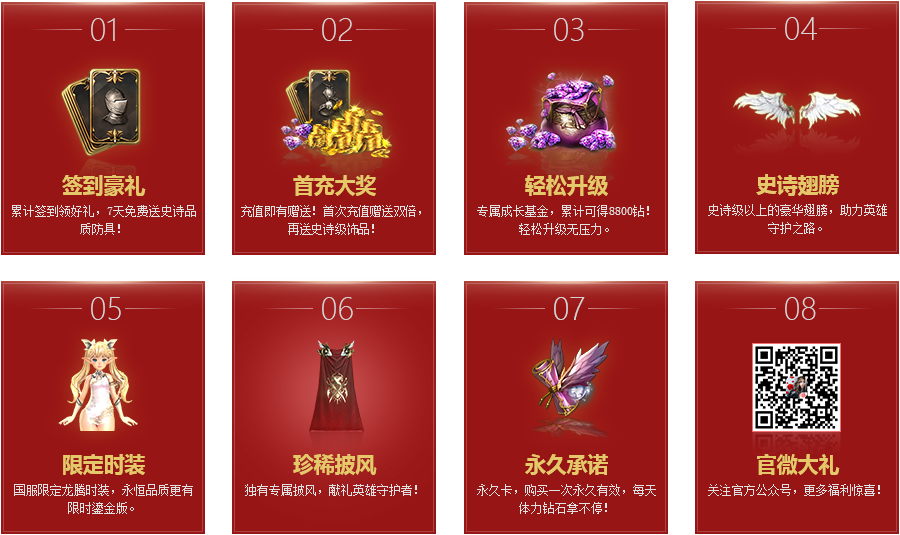 01
签到豪礼
累计签到领好礼，7天免费送史诗品
质防具！
02
首充大奖
充值即有赠送！首次充值赠送双倍，
再送史诗级饰品！
03
轻松升级
专属成长基金，累计可得8800钻！
轻松升级无压力。
04
史诗翅膀
史诗级以上的豪华翅膀，助力英雄
守护之路。
05
限定时装
国服限定龙腾时装，永恒品质更有
限时鎏金版。
06
珍稀披风
独有专属披风，献礼英雄守护者！
07
永久承诺
永久卡，购买一次永久有效，每天
体力钻石拿不停！
08
官微大礼
关注官方公众号，更多福利惊喜！